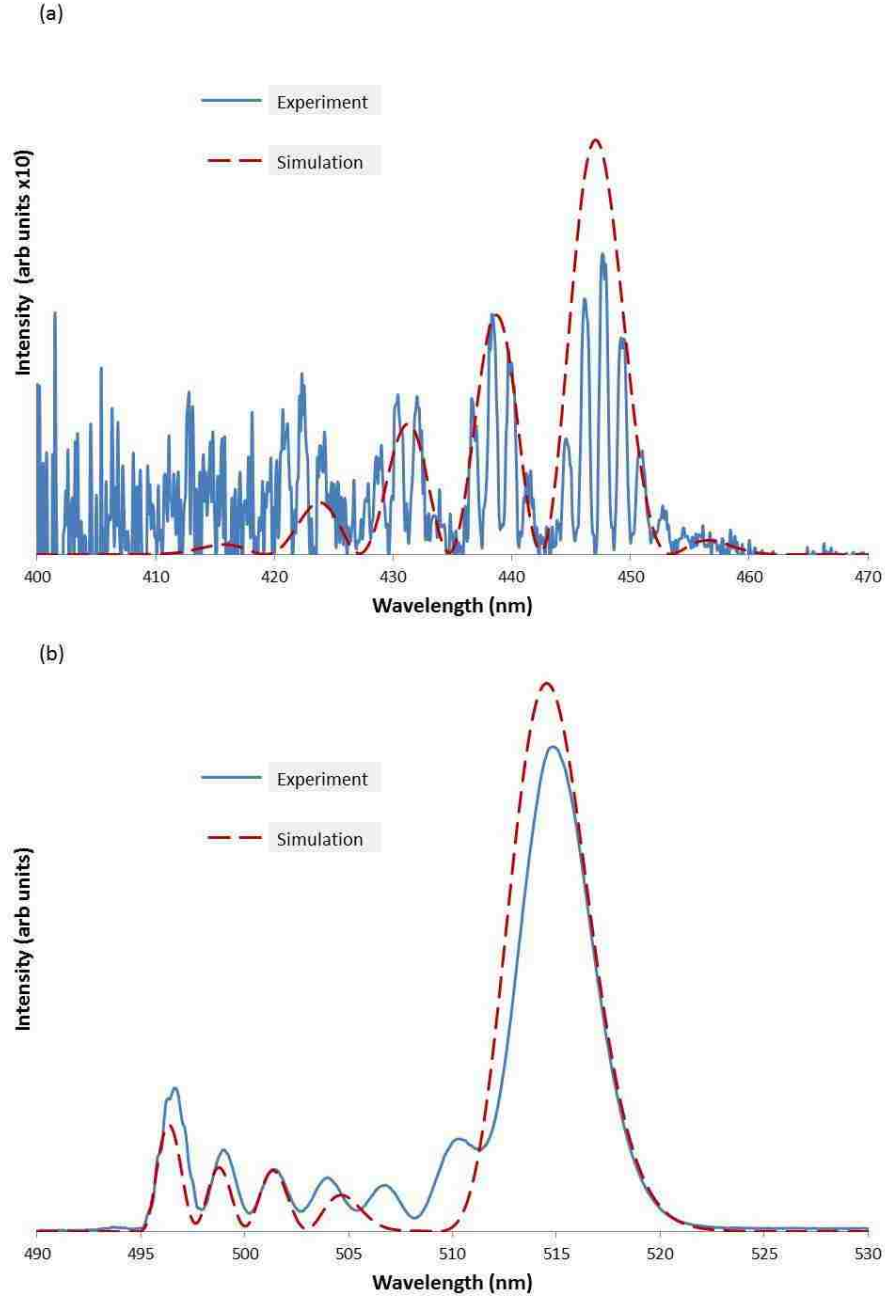 (a)
Experiment
Simulation
Intensity (arb units x10)
400 410 420 430 440 450 460 470
Wavelength (nm)
(b)
Experiment
Simulation
Intensity (arb units)
490 495 500 505 510 515 520 525 530
Wavelength (nm)